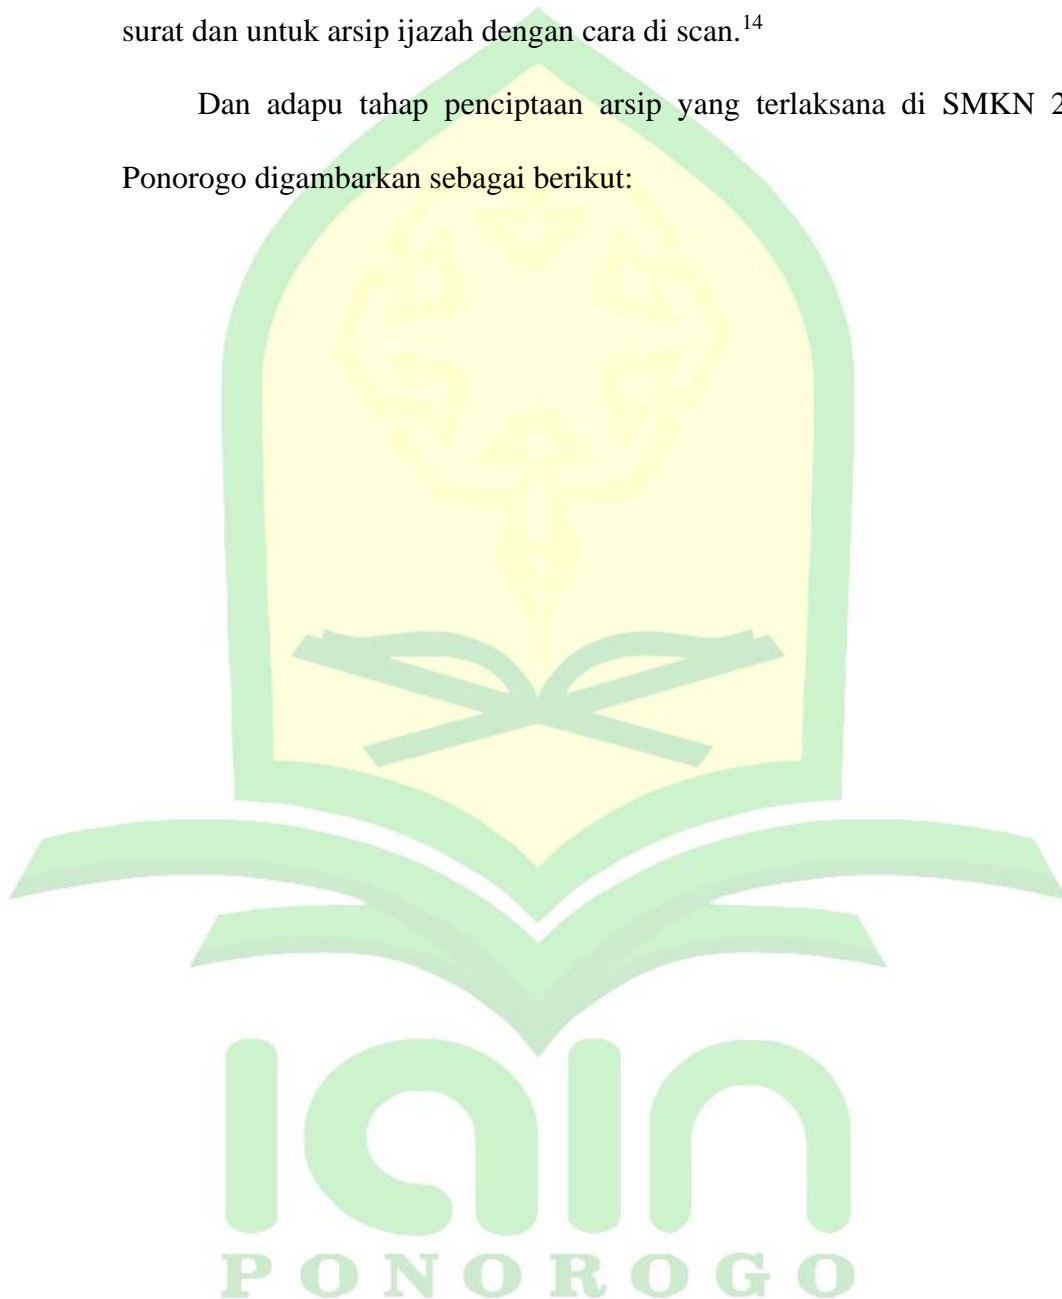 surat dan untuk arsip ijazah dengan cara di scan.14
Dan adapu tahap penciptaan arsip yang terlaksana di SMKN 2
Ponorogo digambarkan sebagai berikut:
iain
PONOROGO